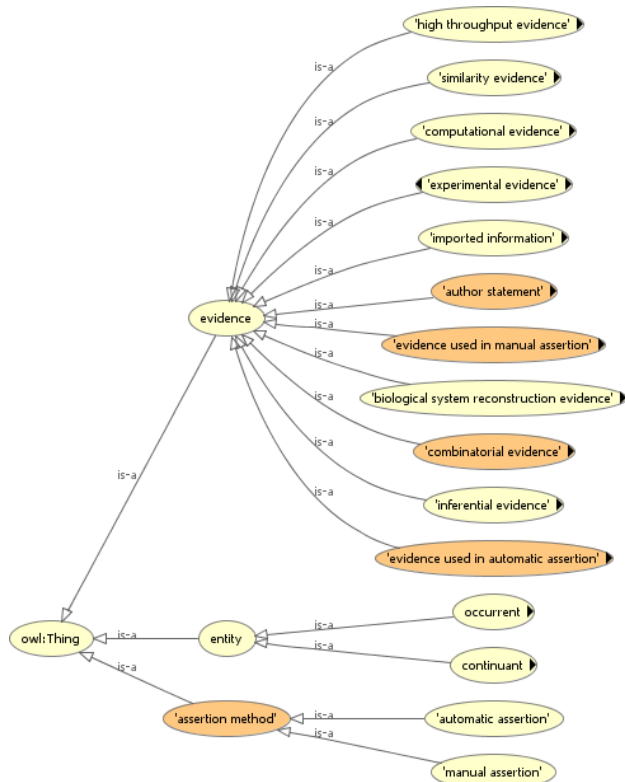 'high throughput evidence'
is-a
'similarity evidence'
is-a
'computational evidence'
is-a
'experimental evidence'
is-a
'imported information'
is-a
'author statement'
is-a
evidence
is-a
'evidence used in manual assertion'
is-a
'biological system reconstruction evidence'
is-a
'combinatorial evidence'
is-a
is-a
'inferential evidence'
is-a
'evidence used in automatic assertion'
occurrent
is-a
owl:Thing
is-a
entity
is-a
continuant
is-a
'assertion method'
is-a
'automatic assertion'
is-a
'manual assertion'